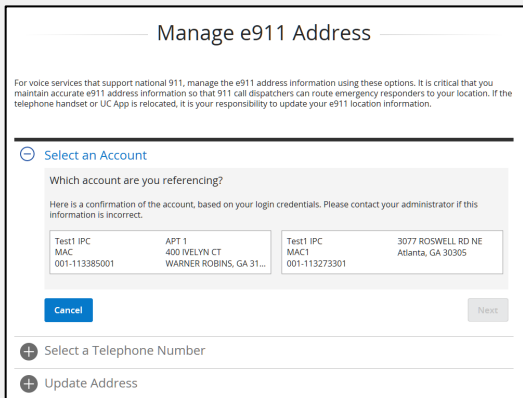 Manage e911 Address
For voice services that support national 911, manage the e911 address information using these options. It is critical that you
maintain accurate e911 address information so that 911 call dispatchers can route emergency responders to your location. If the
telephone handset or UC App is relocated, it is your responsibility to update your e911 location information.
Select an Account
Which account are you referencing?
Here is a confirmation of the account, based on your login credentials. Please contact your administrator if this
information is incorrect.
Test1 IPC APT 1 Test1 IPC 3077 ROSWELL RD NE
MAC 400 IVELYN CT MAC1 Atlanta, GA 30305
001-113385001 WARNER ROBINS, GA 31... 001-113273301
Cancel Next
Select a Telephone Number
Update Address